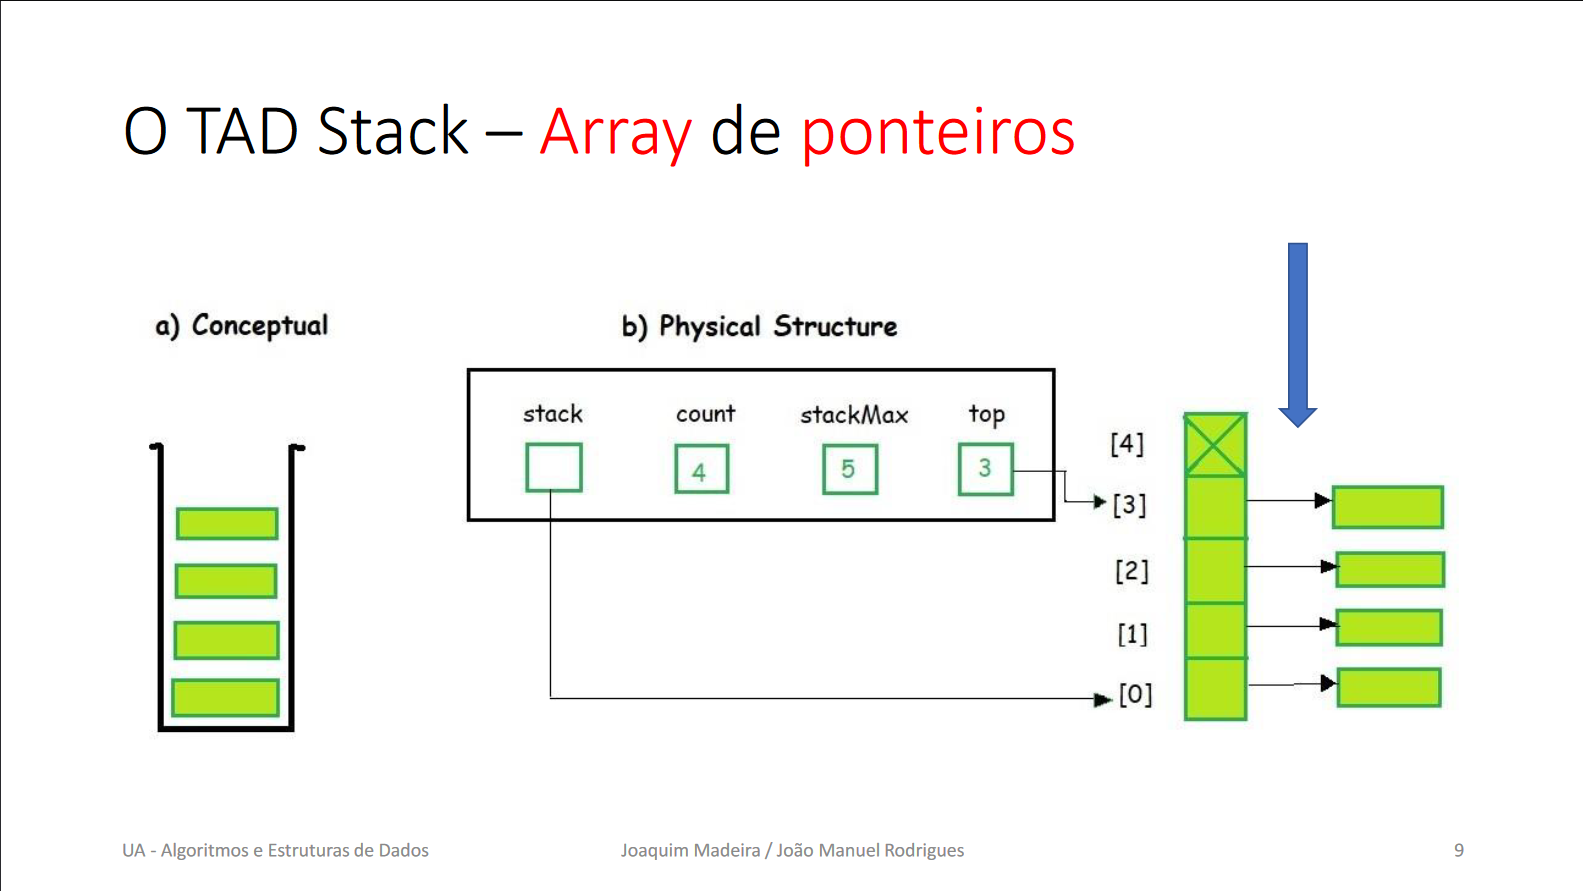 O TAD Stack – Array de ponteiros
a) Conceptual
b) Physical Structure
stack count stackMax top
4 5 3
[4]
[3]
[2]
[1]
[0]
UA - Algoritmos e Estruturas de Dados
Joaquim Madeira / João Manuel Rodrigues
9